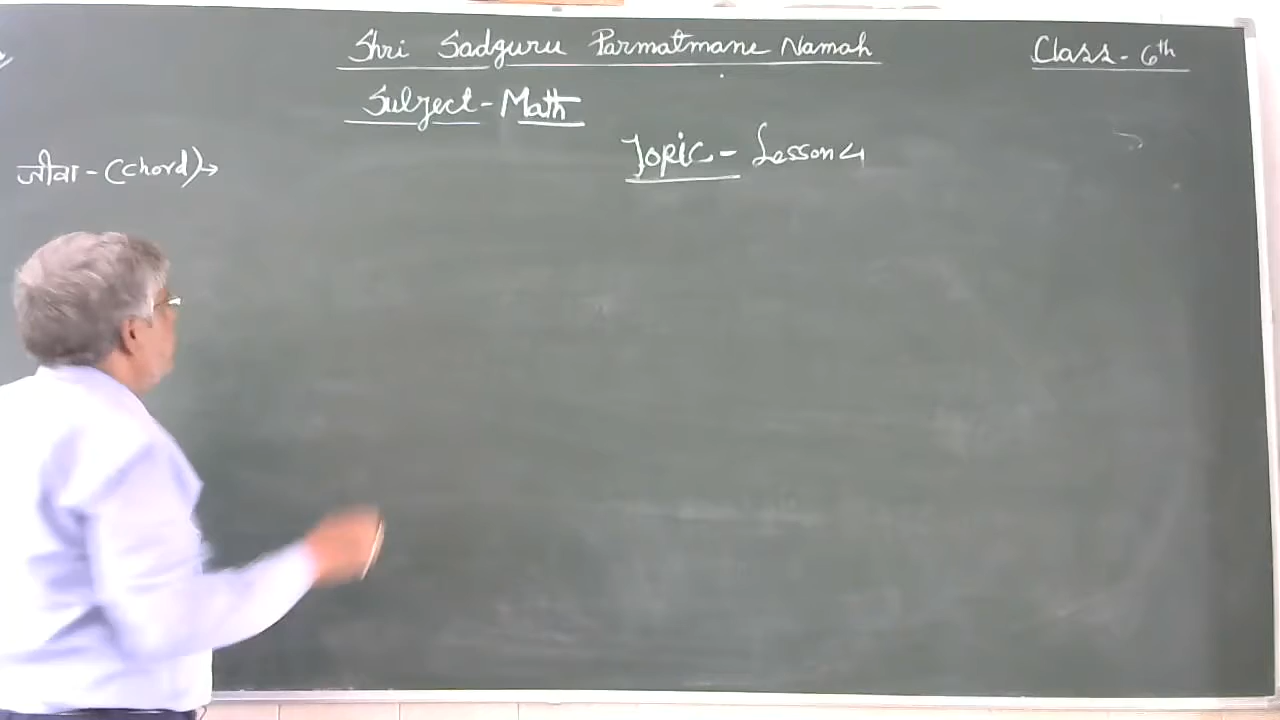 Shri Sadguru Parmatmane Namah
Class - 6th
Subject - Math
Topic - Lesson 4
जीवा - (chord) →